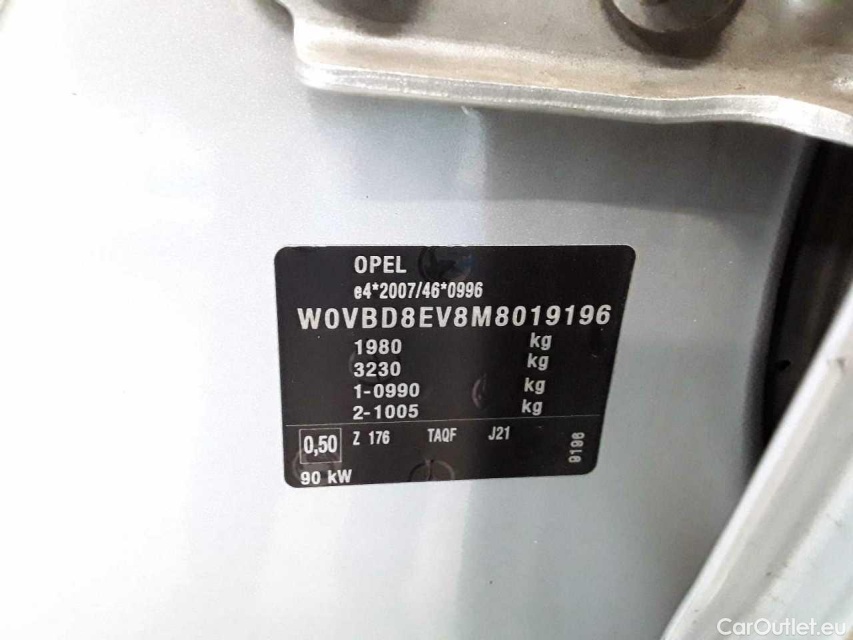 OPEL
e4*2007/46*0996
W0VBD8EV8M8019196
1980 kg
3230 kg
1-0990 kg
2-1005 kg
0,50 Z 176 TAQF J21 9196
90 kW
CarOutlet.eu